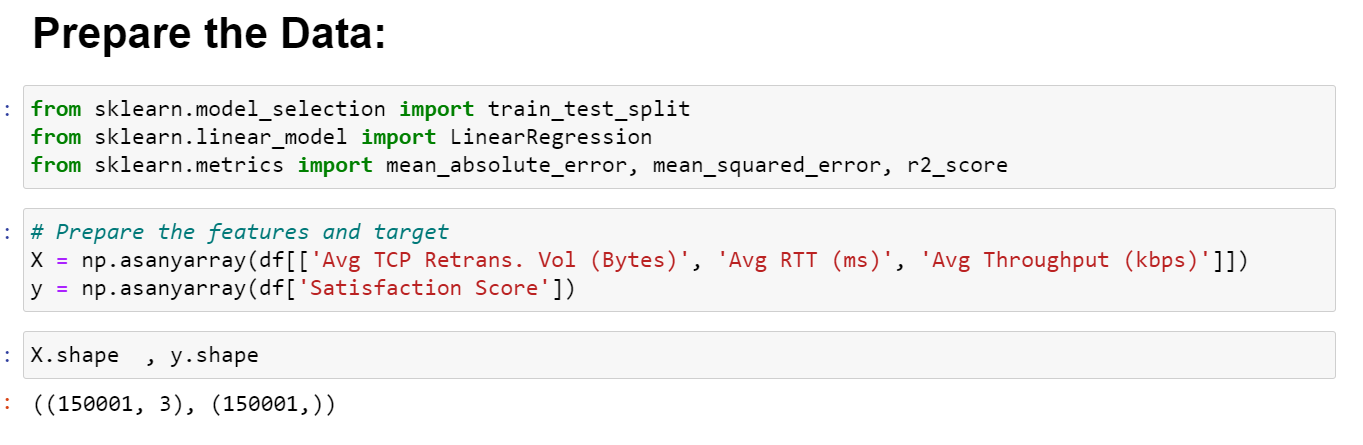 Prepare the Data:
: from sklearn.model_selection import train_test_split
from sklearn.linear_model import LinearRegression
from sklearn.metrics import mean_absolute_error, mean_squared_error, r2_score
: # Prepare the features and target
X = np.asanyarray(df[['Avg TCP Retrans. Vol (Bytes)', 'Avg RTT (ms)', 'Avg Throughput (kbps)']])
y = np.asanyarray(df['Satisfaction Score'])
: X.shape  , y.shape
: ((150001, 3), (150001,))